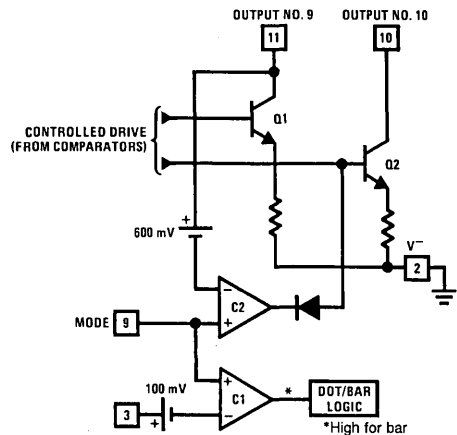 OUTPUT NO. 9
OUTPUT NO. 10
11
10
Q1
CONTROLLED DRIVE
(FROM COMPARATORS)
Q2
+
600 mV
V−
2
−
C2
+
MODE 9
100 mV
+
C1
−
*
DOT/BAR
LOGIC
3
+
*High for bar